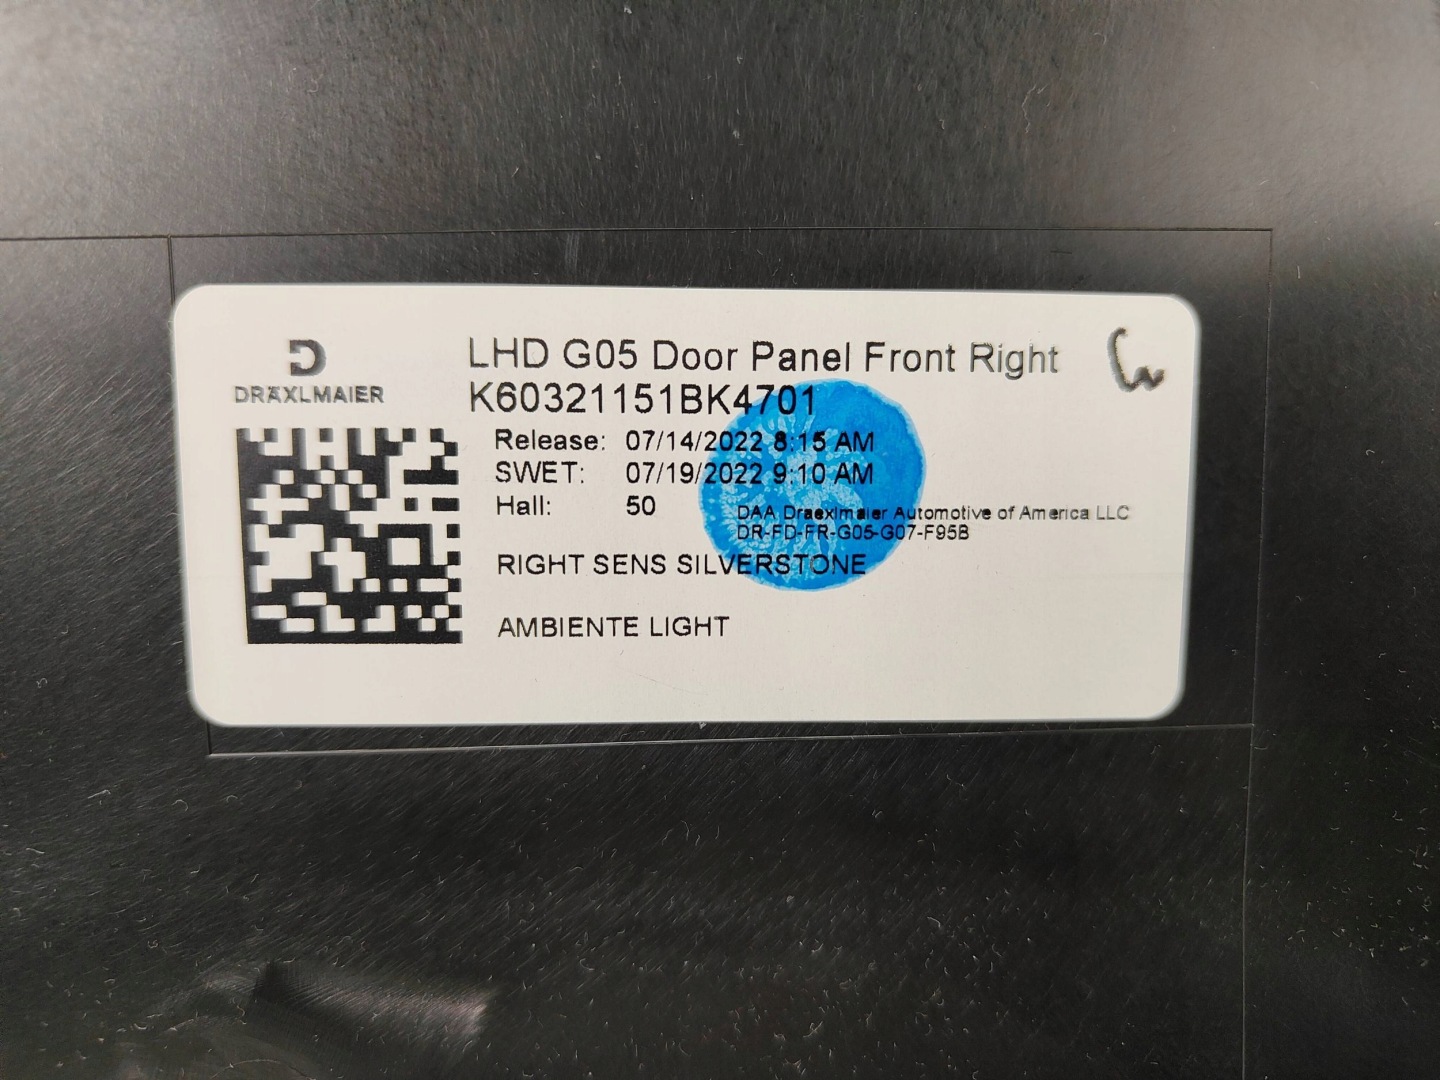 DRÄXLMAIER
LHD G05 Door Panel Front Right
K60321151BK4701
Release: 07/14/2022 8:15 AM
SWET: 07/19/2022 9:10 AM
Hall: 50
DAA Draexlmaier Automotive of America LLC
DR-FD-FR-G05-G07-F95B
RIGHT SENS SILVERSTONE
AMBIENTE LIGHT